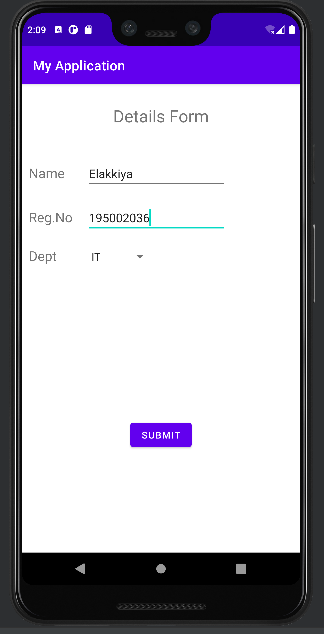 2:09
My Application
Details Form
Name Elakkiya
Reg.No 195002036
Dept IT
SUBMIT